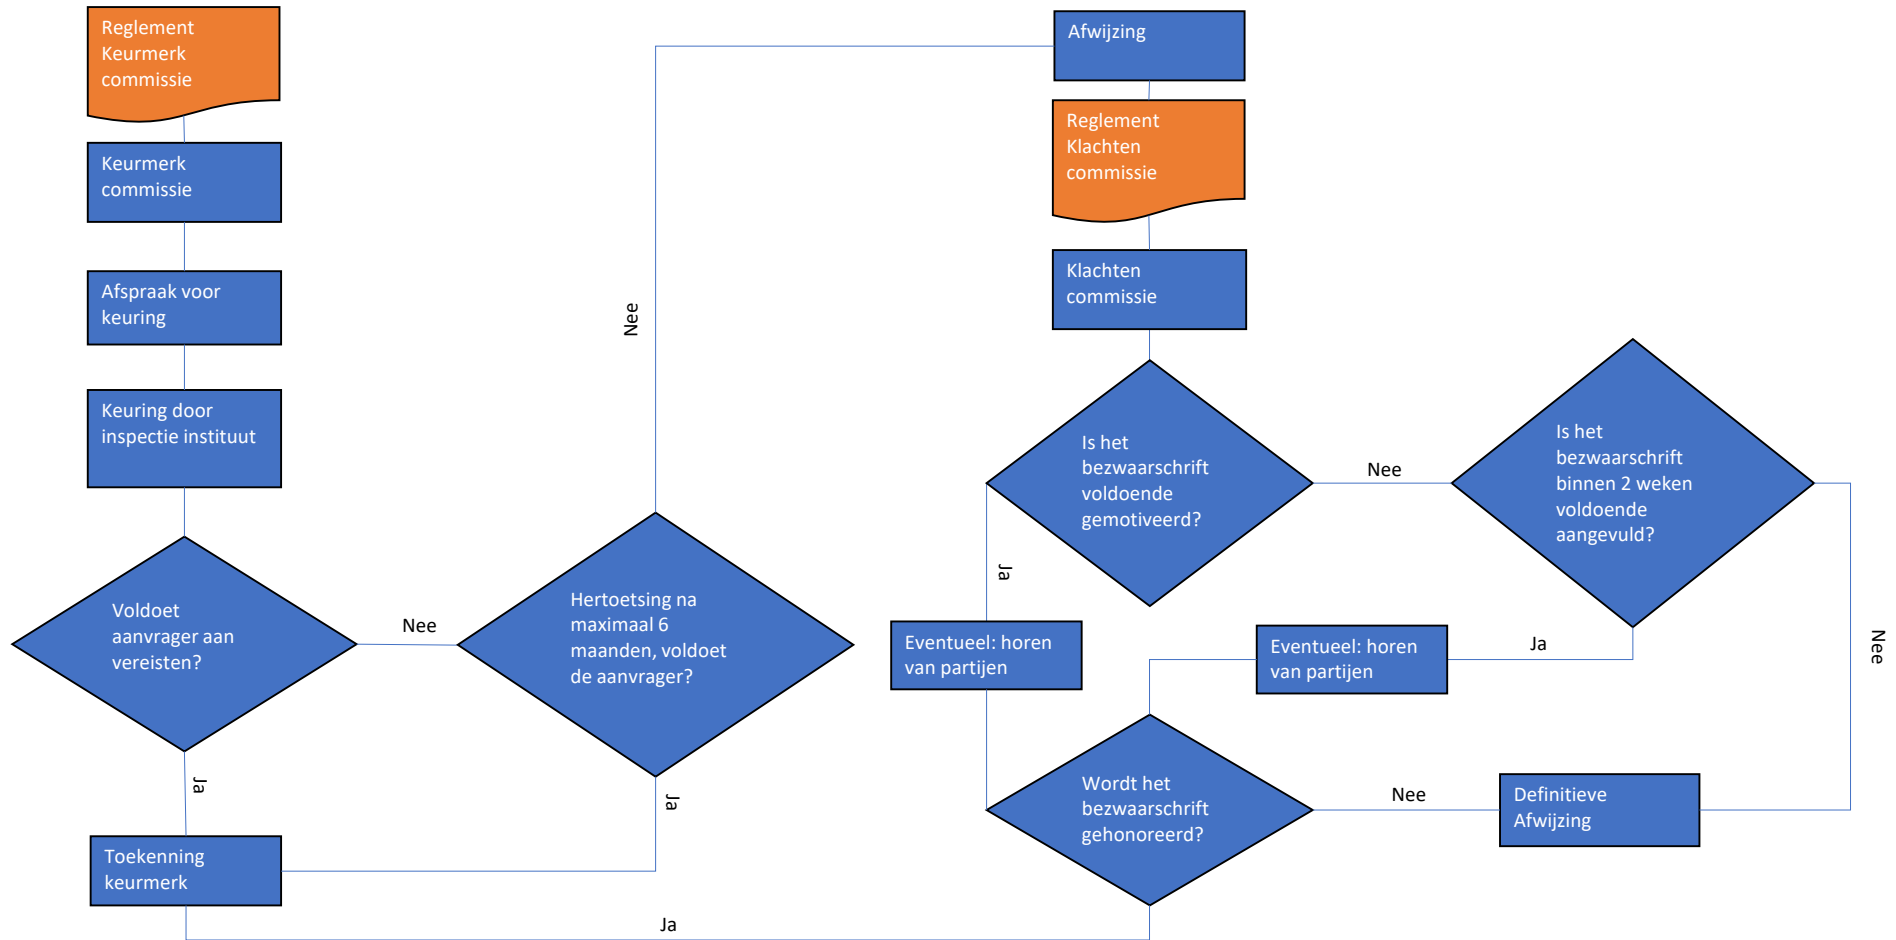 Reglement
Keurmerk
commissie
Keurmerk
commissie
Afspraak voor
keuring
Keuring door
inspectie instituut
Voldoet
aanvrager aan
vereisten?
Nee
Ja
Hertoetsing na
maximaal 6
maanden, voldoet
de aanvrager?
Nee
Ja
Toekenning
keurmerk
Afwijzing
Reglement
Klachten
commissie
Klachten
commissie
Is het
bezwaarschrift
voldoende
gemotiveerd?
Nee
Ja
Is het
bezwaarschrift
binnen 2 weken
voldoende
aangevuld?
Nee
Ja
Eventueel: horen
van partijen
Eventueel: horen
van partijen
Wordt het
bezwaarschrift
gehonoreerd?
Nee
Definitieve
Afwijzing
Ja